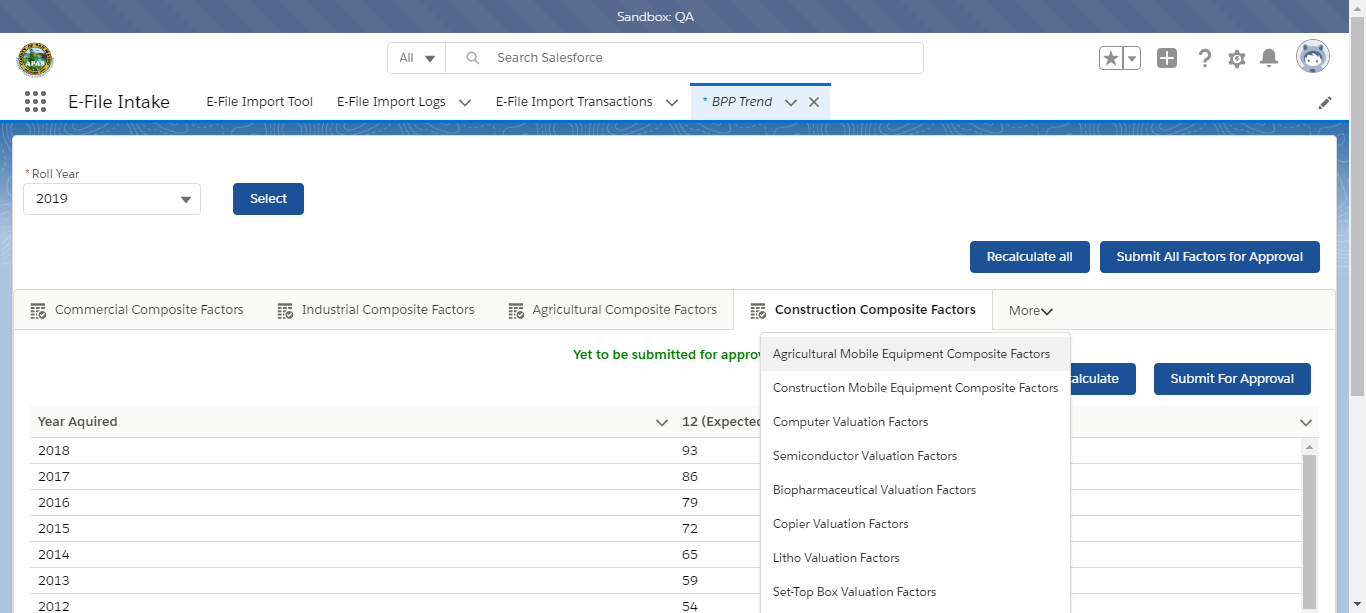 Sandbox: QA
APAS
All
Search Salesforce
E-File Intake
E-File Import Tool
E-File Import Logs
E-File Import Transactions
* BPP Trend
* Roll Year
2019
Select
Recalculate all
Submit All Factors for Approval
Commercial Composite Factors
Industrial Composite Factors
Agricultural Composite Factors
Construction Composite Factors
More
Yet to be submitted for approv
alculate
Submit For Approval
Agricultural Mobile Equipment Composite Factors
Construction Mobile Equipment Composite Factors
Computer Valuation Factors
Semiconductor Valuation Factors
Biopharmaceutical Valuation Factors
Copier Valuation Factors
Litho Valuation Factors
Set-Top Box Valuation Factors
Year Aquired
12 (Expected
2018 93
2017 86
2016 79
2015 72
2014 65
2013 59
2012 54